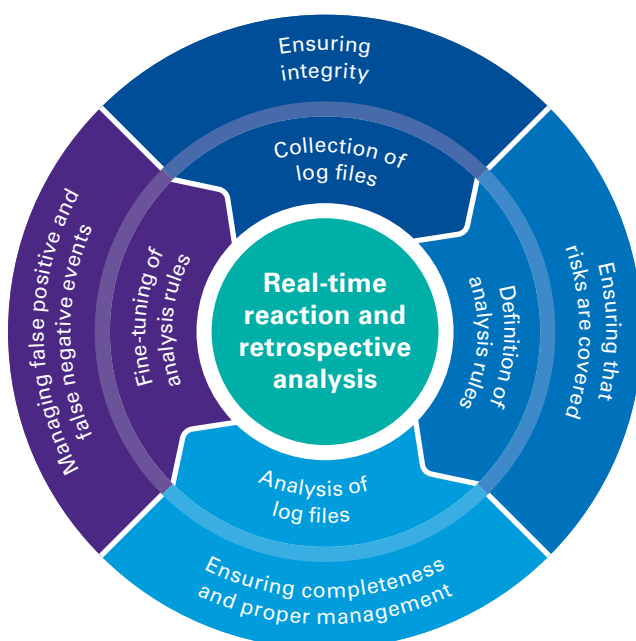 Ensuring
integrity
Collection of
log files
Ensuring that
risks are covered
Definition of
analysis rules
Real-time
reaction and
retrospective
analysis
Managing false positive and
false negative events
Fine-tuning of
analysis rules
Analysis of
log files
Ensuring completeness
and proper management